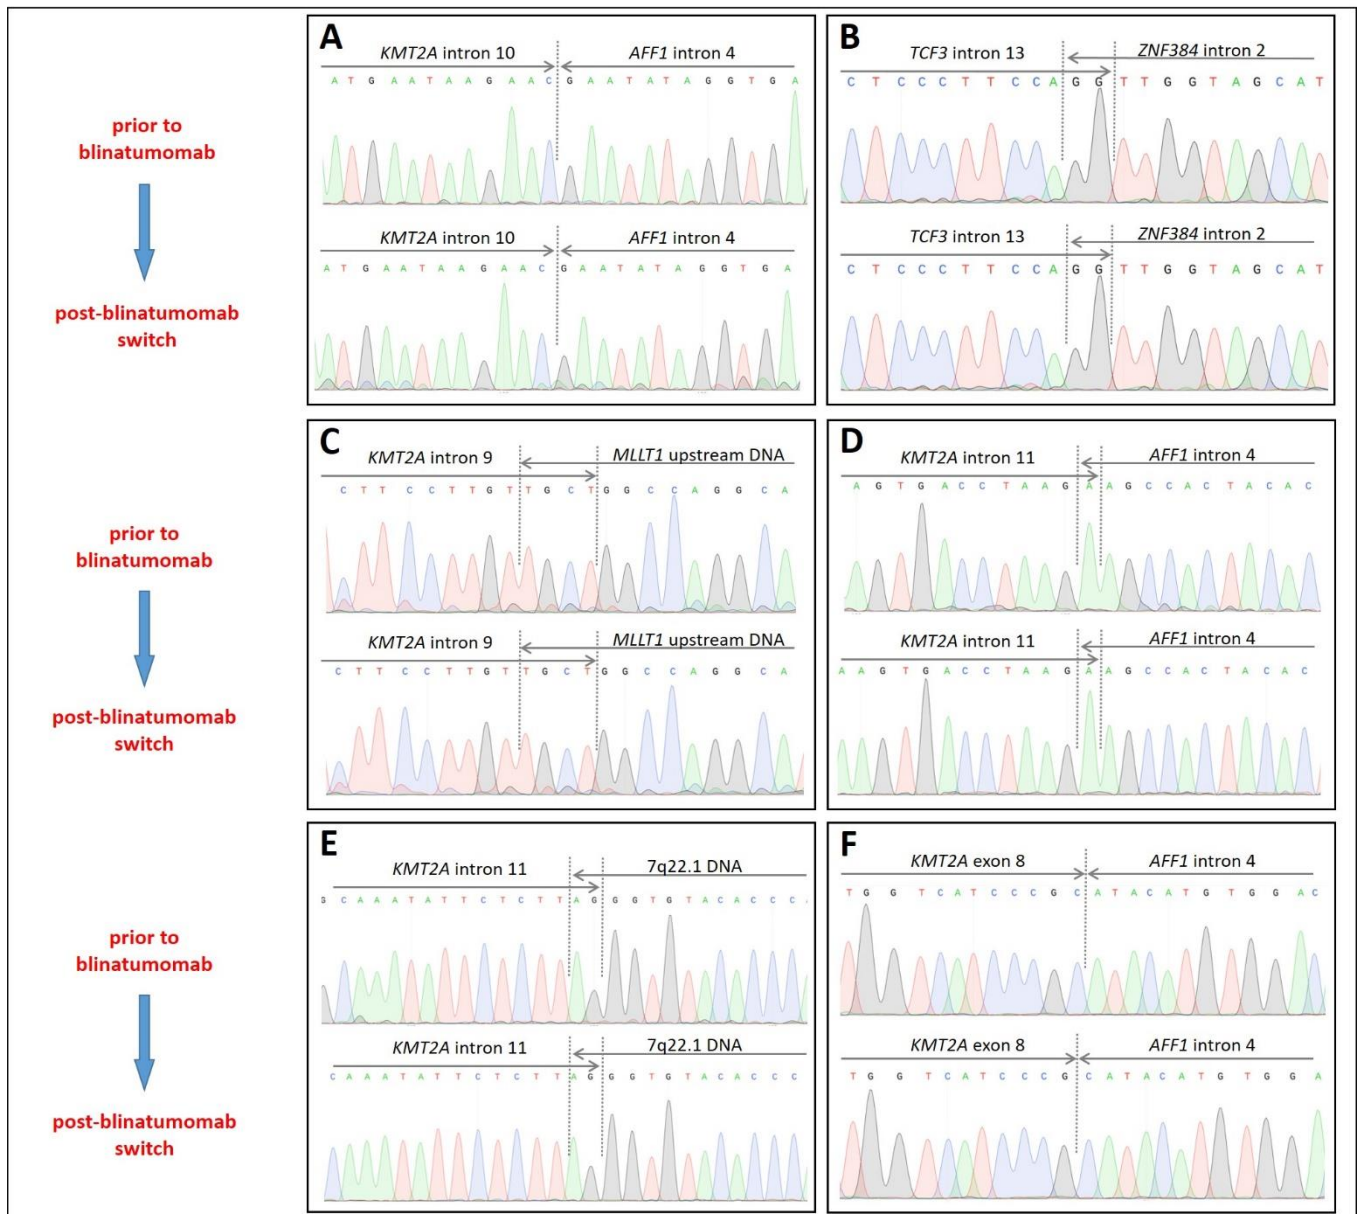 A
KMT2A intron 10 AFF1 intron 4
A T G A A T A A G A A C G A A T A T A G G T G A
prior to
blinatumomab
KMT2A intron 10 AFF1 intron 4
A T G A A T A A G A A C G A A T A T A G G T G A
post-blinatumomab
switch
B
TCF3 intron 13 ZNF384 intron 2
C T C C C T T C C A G G T T G G T A G C A T
TCF3 intron 13 ZNF384 intron 2
C T C C C T T C C A G G T T G G T A G C A T
C
KMT2A intron 9 MLLT1 upstream DNA
C T T C C T T G T T G C T G G C C A G G C A
prior to
blinatumomab
KMT2A intron 9 MLLT1 upstream DNA
C T T C C T T G T T G C T G G C C A G G C A
post-blinatumomab
switch
D
KMT2A intron 11 AFF1 intron 4
A G T G A C C T A A G A A G C C A C T A C A C
KMT2A intron 11 AFF1 intron 4
A A G T G A C C T A A G A A G C C A C T A C A C
E
KMT2A intron 11 7q22.1 DNA
G C A A A T A T T C T C T T A G G G T G T A C A C C C
prior to
blinatumomab
KMT2A intron 11 7q22.1 DNA
C A A A T A T T C T C T T A G G G T G T A C A C C C
post-blinatumomab
switch
F
KMT2A exon 8 AFF1 intron 4
T G G T C A T C C C G C A T A C A T G T G G A C
KMT2A exon 8 AFF1 intron 4
T G G T C A T C C C G C A T A C A T G T G G A